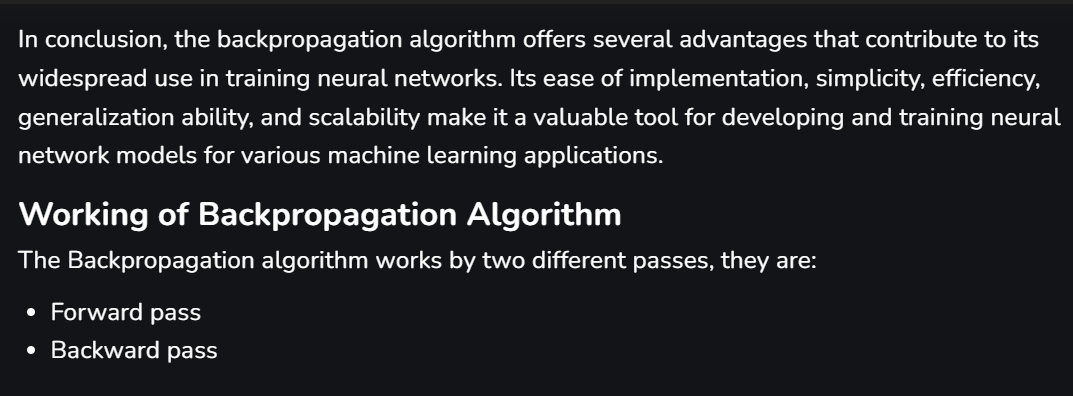 In conclusion, the backpropagation algorithm offers several advantages that contribute to its
widespread use in training neural networks. Its ease of implementation, simplicity, efficiency,
generalization ability, and scalability make it a valuable tool for developing and training neural
network models for various machine learning applications.
Working of Backpropagation Algorithm
The Backpropagation algorithm works by two different passes, they are:
• Forward pass
• Backward pass